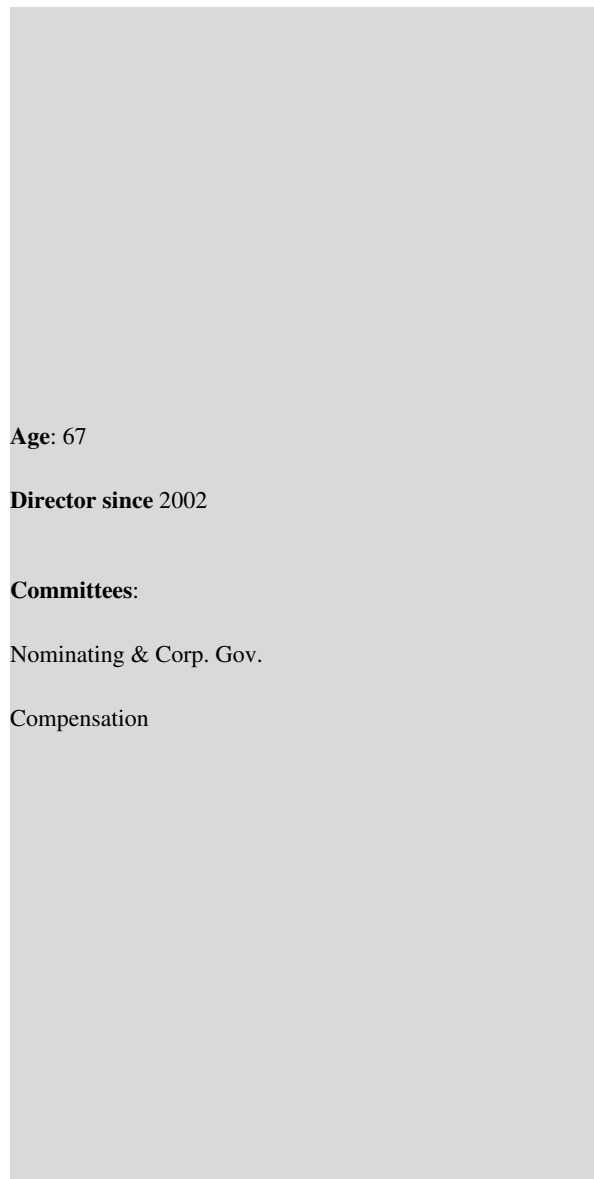 Age: 67
Director since 2002
Committees:
Nominating & Corp. Gov.
Compensation